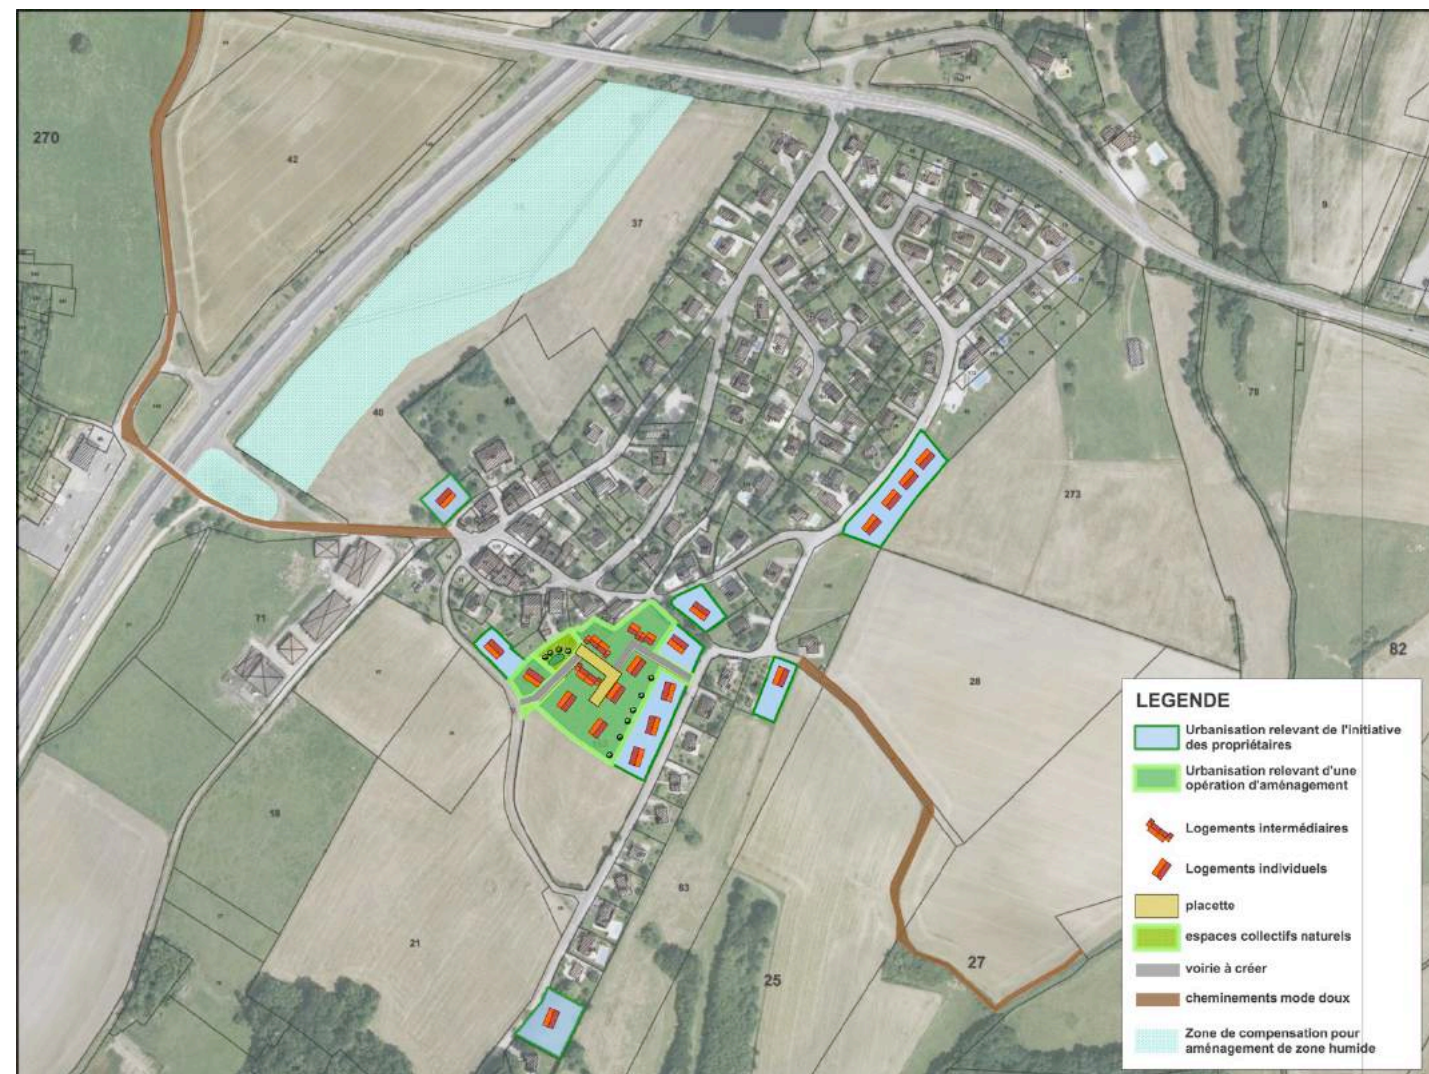 270
42
37
9
40
48
78
273
71
82
28
18
63
21
25
27
LEGENDE
Urbanisation relevant de l'initiative
des propriétaires
Urbanisation relevant d'une
opération d'aménagement
Logements intermédiaires
Logements individuels
placette
espaces collectifs naturels
voirie à créer
cheminements mode doux
Zone de compensation pour
aménagement de zone humide